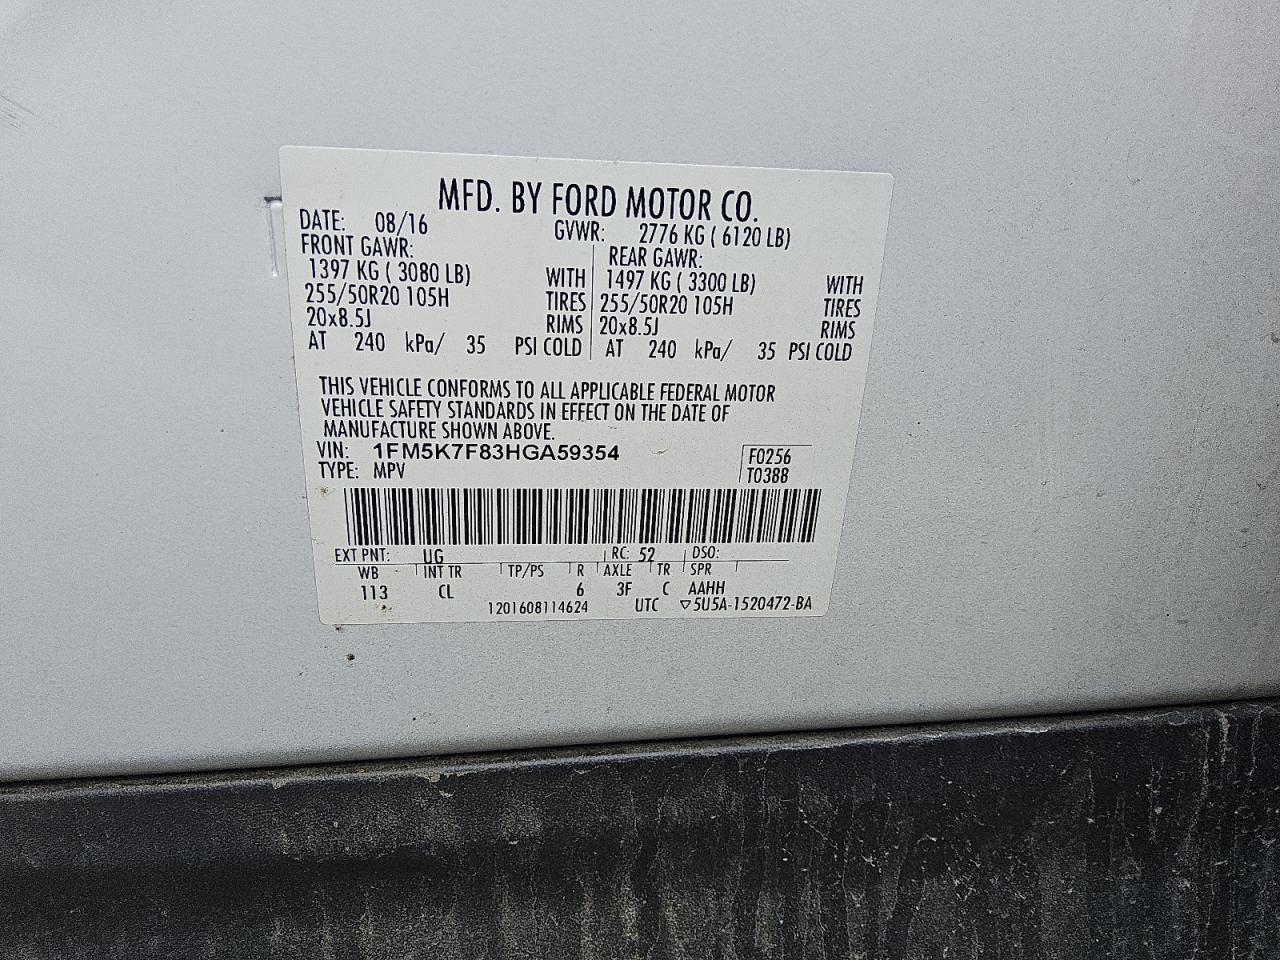 MFD. BY FORD MOTOR CO.
DATE: 08/16 GVWR: 2776 KG ( 6120 LB)
FRONT GAWR: REAR GAWR:
1397 KG ( 3080 LB) WITH 1497 KG ( 3300 LB) WITH
255/50R20 105H TIRES 255/50R20 105H TIRES
20x8.5J RIMS 20x8.5J RIMS
AT 240 kPa/ 35 PSI COLD AT 240 kPa/ 35 PSI COLD
THIS VEHICLE CONFORMS TO ALL APPLICABLE FEDERAL MOTOR
VEHICLE SAFETY STANDARDS IN EFFECT ON THE DATE OF
MANUFACTURE SHOWN ABOVE.
VIN: 1FM5K7F83HGA59354 F0256
TYPE: MPV T0388
EXT PNT: UG RC: 52 DSO:
WB INT TR TP/PS R AXLE TR SPR
113 CL 6 3F C AAHH
1201608114624 UTC ▽5U5A-1520472-BA